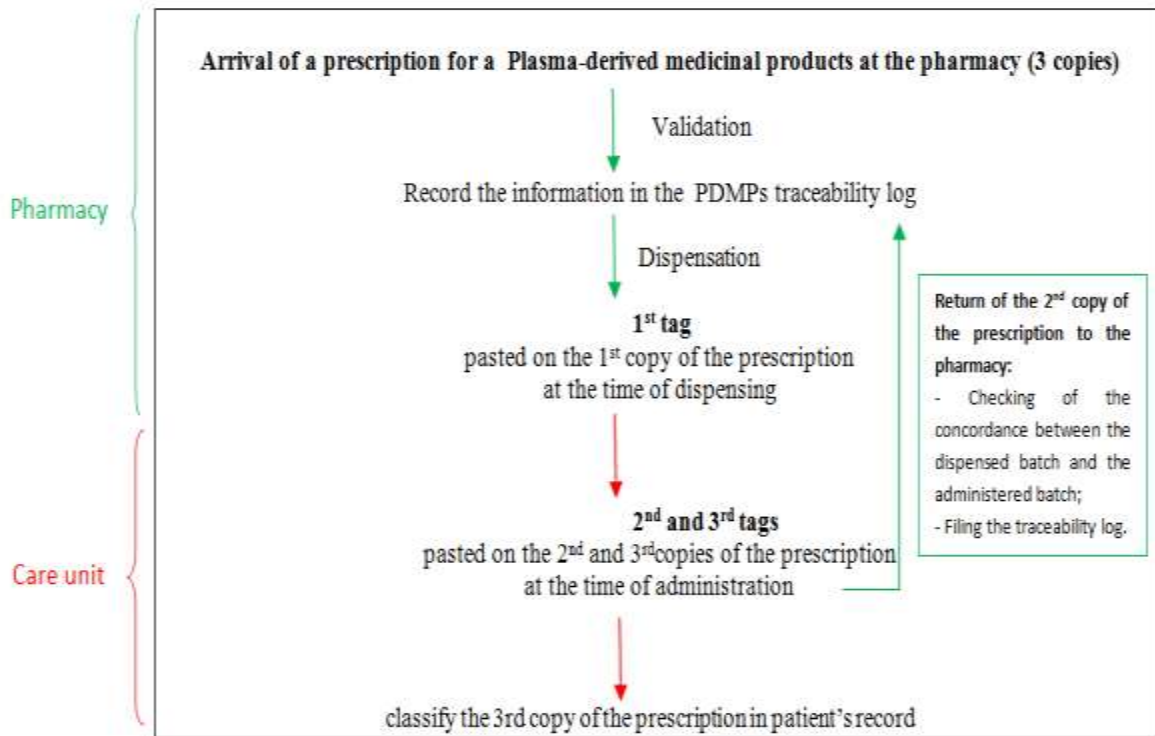 Arrival of a prescription for a Plasma-derived medicinal products at the pharmacy (3 copies)
Validation
Pharmacy
Record the information in the PDMPs traceability log
Dispensation
1st tag
pasted on the 1st copy of the prescription
at the time of dispensing
Return of the 2nd copy of
the prescription to the
pharmacy:
- Checking of the
concordance between the
dispensed batch and the
administered batch;
- Filing the traceability log.
Care unit
2nd and 3rd tags
pasted on the 2nd and 3rdcopies of the prescription
at the time of administration
classify the 3rd copy of the prescription in patient's record